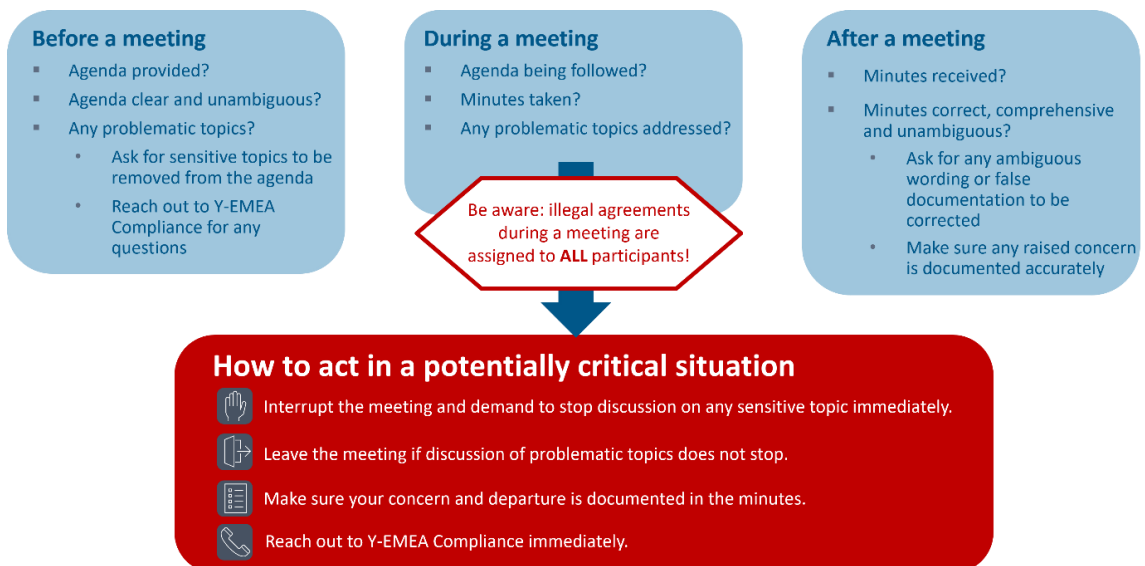 Before a meeting
▪ Agenda provided?
▪ Agenda clear and unambiguous?
▪ Any problematic topics?
• Ask for sensitive topics to be
removed from the agenda
• Reach out to Y-EMEA
Compliance for any
questions
During a meeting
▪ Agenda being followed?
▪ Minutes taken?
▪ Any problematic topics addressed?
Be aware: illegal agreements
during a meeting are
assigned to ALL participants!
After a meeting
▪ Minutes received?
▪ Minutes correct, comprehensive
and unambiguous?
• Ask for any ambiguous
wording or false
documentation to be
corrected
• Make sure any raised concern
is documented accurately
How to act in a potentially critical situation
Interrupt the meeting and demand to stop discussion on any sensitive topic immediately.
Leave the meeting if discussion of problematic topics does not stop.
Make sure your concern and departure is documented in the minutes.
Reach out to Y-EMEA Compliance immediately.